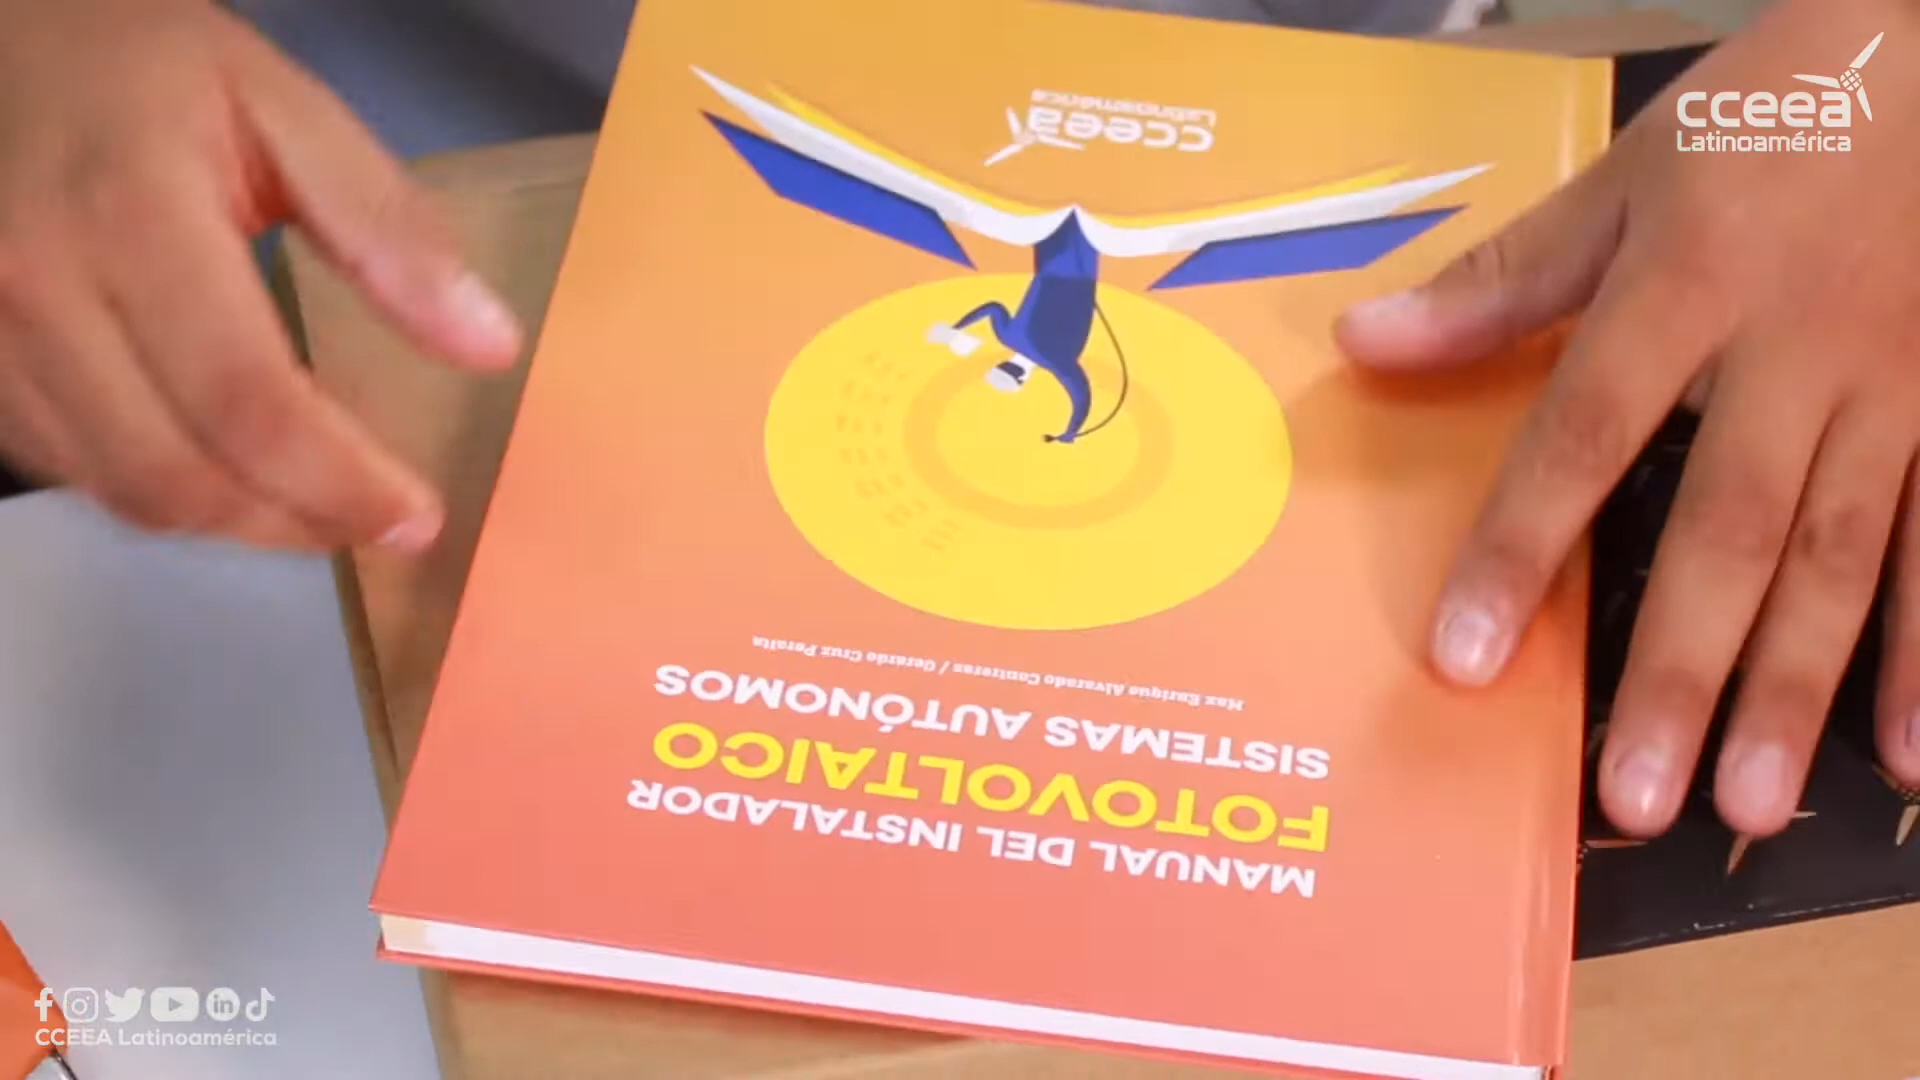 cceea
Latinoamérica
MANUAL DEL INSTALADOR
FOTOVOLTAICO
SISTEMAS AUTÓNOMOS
Max Enrique Alvarado Contreras / Gerardo Cruz Peralta
cceea
Latinoamérica
CCEEA Latinoamérica